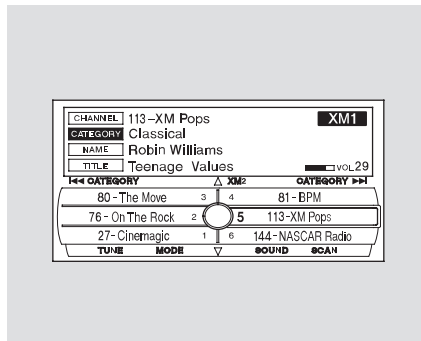 CHANNEL 113-XM Pops XM1
CATEGORY Classical
NAME Robin Williams
TITLE Teenage Values VOL 29
CATEGORY XM2 CATEGORY
80-The Move 3 4 81-BPM
76-On The Rock 2 5 113-XM Pops
27-Cinemagic 1 6 144-NASCAR Radio
TUNE MODE SOUND SCAN